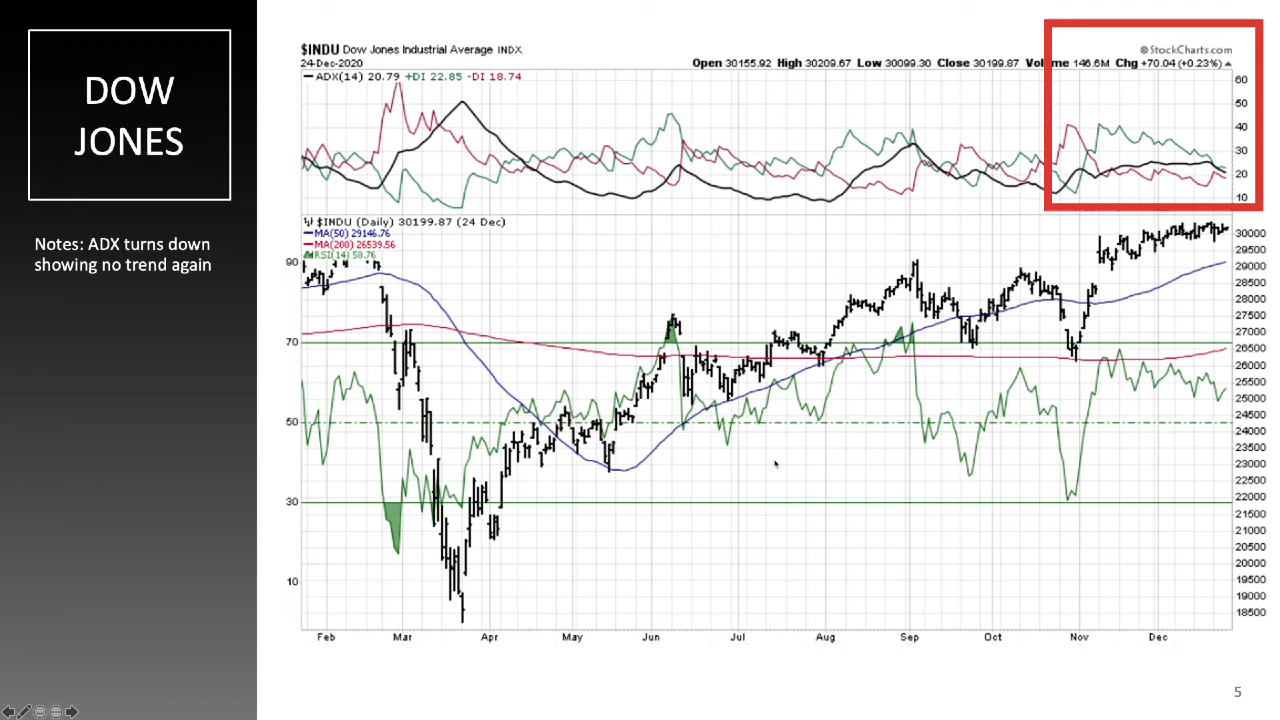 DOW
JONES
Notes: ADX turns down
showing no trend again
$INDU Dow Jones Industrial Average INDX
© StockCharts.com
24-Dec-2020
Open 30155.92 High 30209.67 Low 30099.30 Close 30199.87 Volume 146.6M Chg +70.04 (+0.23%)
ADX(14) 20.79 +DI 22.85 -DI 18.74
60
50
40
30
20
10
$INDU (Daily) 30199.87 (24 Dec)
MA(50) 29146.76
MA(200) 26539.56
RSI(14) 58.76
90
70
50
30
10
30000
29500
29000
28500
28000
27500
27000
26500
26000
25500
25000
24500
24000
23500
23000
22500
22000
21500
21000
20500
20000
19500
19000
18500
Feb Mar Apr May Jun Jul Aug Sep Oct Nov Dec
5